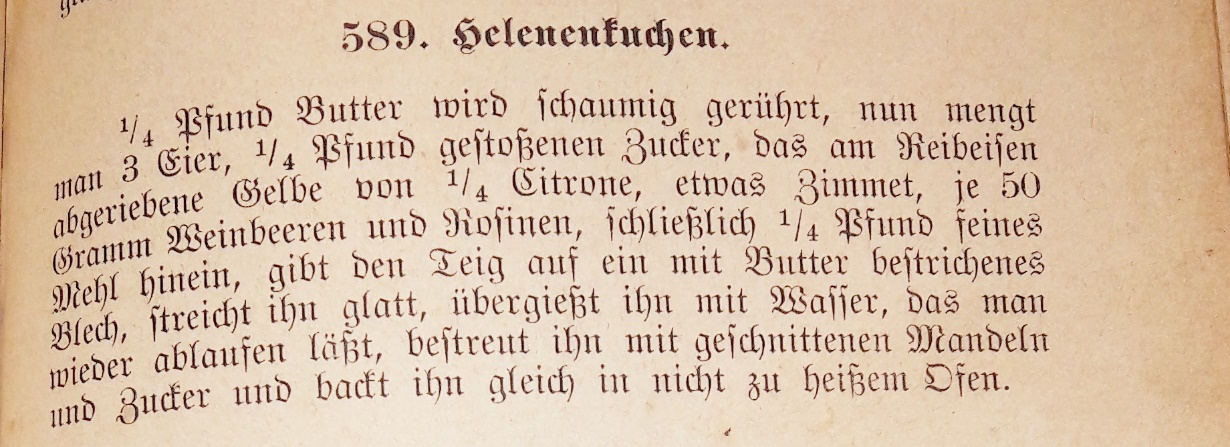 589. Helenenkuchen.
1/4 Pfund Butter wird schaumig gerührt, nun mengt
man 3 Eier, 1/4 Pfund gestoßenen Zucker, das am Reibeisen
abgeriebene Gelbe von 1/4 Citrone, etwas Zimmet, je 50
Gramm Weinbeeren und Rosinen, schließlich 1/4 Pfund feines
Mehl hinein, gibt den Teig auf ein mit Butter bestrichenes
Blech, streicht ihn glatt, übergießt ihn mit Wasser, das man
wieder ablaufen läßt, bestreut ihn mit geschnittenen Mandeln
und Zucker und backt ihn gleich in nicht zu heißem Ofen.